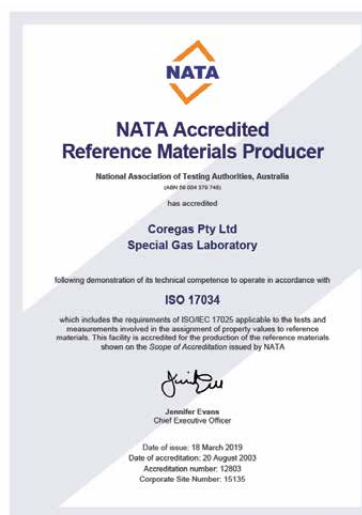 NATA
NATA Accredited
Reference Materials Producer
National Association of Testing Authorities, Australia
(ABN 59 004 379 748)
has accredited
Coregas Pty Ltd
Special Gas Laboratory
following demonstration of its technical competence to operate in accordance with
ISO 17034
which includes the requirements of ISO/IEC 17025 applicable to the tests and
measurements involved in the assignment of property values to reference
materials. This facility is accredited for the production of the reference materials
shown on the Scope of Accreditation issued by NATA
Jennifer Evans
Chief Executive Officer
Date of issue: 18 March 2019
Date of accreditation: 20 August 2003
Accreditation number: 12803
Corporate Site Number: 15135